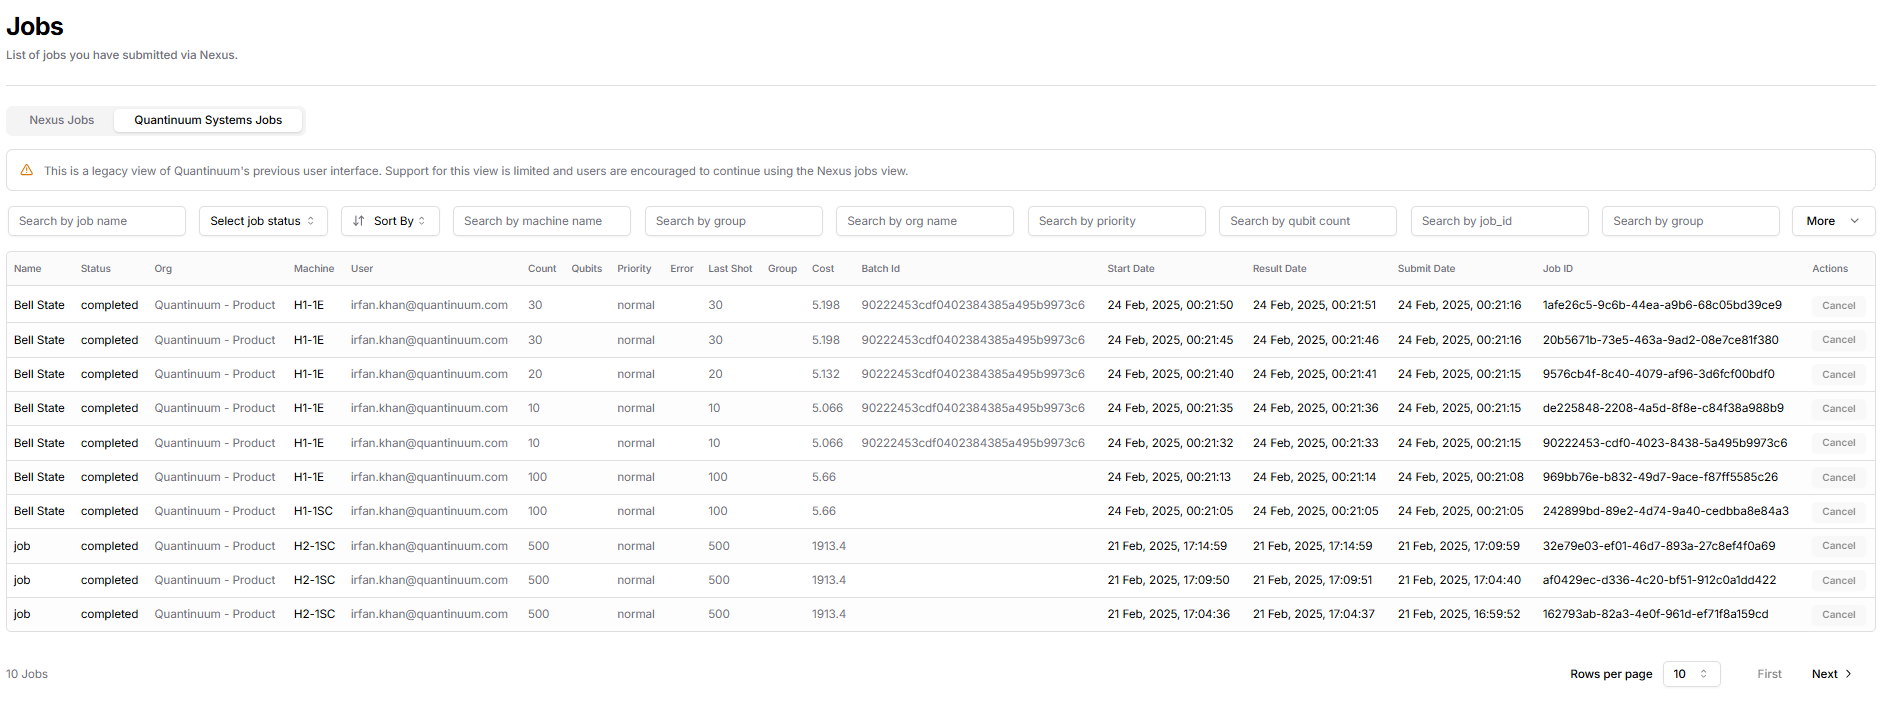 Jobs
List of jobs you have submitted via Nexus.
Nexus Jobs Quantinuum Systems Jobs
This is a legacy view of Quantinuum's previous user interface. Support for this view is limited and users are encouraged to continue using the Nexus jobs view.
Search by job name Select job status Sort By Search by machine name Search by group Search by org name Search by priority Search by qubit count Search by job_id Search by group More
Name Status Org Machine User Count Qubits Priority Error Last Shot Group Cost Batch Id Start Date Result Date Submit Date Job ID Actions
Bell State completed Quantinuum - Product H1-1E irfan.khan@quantinuum.com 30 normal 30 5.198 90222453cdf0402384385a495b9973c6 24 Feb, 2025, 00:21:50 24 Feb, 2025, 00:21:51 24 Feb, 2025, 00:21:16 1afe26c5-9c6b-44ea-a9b6-68c05bd39ce9 Cancel
Bell State completed Quantinuum - Product H1-1E irfan.khan@quantinuum.com 30 normal 30 5.198 90222453cdf0402384385a495b9973c6 24 Feb, 2025, 00:21:45 24 Feb, 2025, 00:21:46 24 Feb, 2025, 00:21:16 20b5671b-73e5-463a-9ad2-08e7ce81f380 Cancel
Bell State completed Quantinuum - Product H1-1E irfan.khan@quantinuum.com 20 normal 20 5.132 90222453cdf0402384385a495b9973c6 24 Feb, 2025, 00:21:40 24 Feb, 2025, 00:21:41 24 Feb, 2025, 00:21:15 9576cb4f-8c40-4079-af96-3d6fcf00bdf0 Cancel
Bell State completed Quantinuum - Product H1-1E irfan.khan@quantinuum.com 10 normal 10 5.066 90222453cdf0402384385a495b9973c6 24 Feb, 2025, 00:21:35 24 Feb, 2025, 00:21:36 24 Feb, 2025, 00:21:15 de225848-2208-4a5d-8f8e-c84f38a988b9 Cancel
Bell State completed Quantinuum - Product H1-1E irfan.khan@quantinuum.com 10 normal 10 5.066 90222453cdf0402384385a495b9973c6 24 Feb, 2025, 00:21:32 24 Feb, 2025, 00:21:33 24 Feb, 2025, 00:21:15 90222453-cdf0-4023-8438-5a495b9973c6 Cancel
Bell State completed Quantinuum - Product H1-1E irfan.khan@quantinuum.com 100 normal 100 5.66 24 Feb, 2025, 00:21:13 24 Feb, 2025, 00:21:14 24 Feb, 2025, 00:21:08 969bb76e-b832-49d7-9ace-f87ff5585c26 Cancel
Bell State completed Quantinuum - Product H1-1SC irfan.khan@quantinuum.com 100 normal 100 5.66 24 Feb, 2025, 00:21:05 24 Feb, 2025, 00:21:05 24 Feb, 2025, 00:21:05 242899bd-89e2-4d74-9a40-cedbba8e84a3 Cancel
job completed Quantinuum - Product H2-1SC irfan.khan@quantinuum.com 500 normal 500 1913.4 21 Feb, 2025, 17:14:59 21 Feb, 2025, 17:14:59 21 Feb, 2025, 17:09:59 32e79e03-ef01-46d7-893a-27c8ef4f0a69 Cancel
job completed Quantinuum - Product H2-1SC irfan.khan@quantinuum.com 500 normal 500 1913.4 21 Feb, 2025, 17:09:50 21 Feb, 2025, 17:09:51 21 Feb, 2025, 17:04:40 af0429ec-d336-4c20-bf51-912c0a1dd422 Cancel
job completed Quantinuum - Product H2-1SC irfan.khan@quantinuum.com 500 normal 500 1913.4 21 Feb, 2025, 17:04:36 21 Feb, 2025, 17:04:37 21 Feb, 2025, 16:59:52 162793ab-82a3-4e0f-961d-ef71f8a159cd Cancel
10 Jobs Rows per page 10 First Next